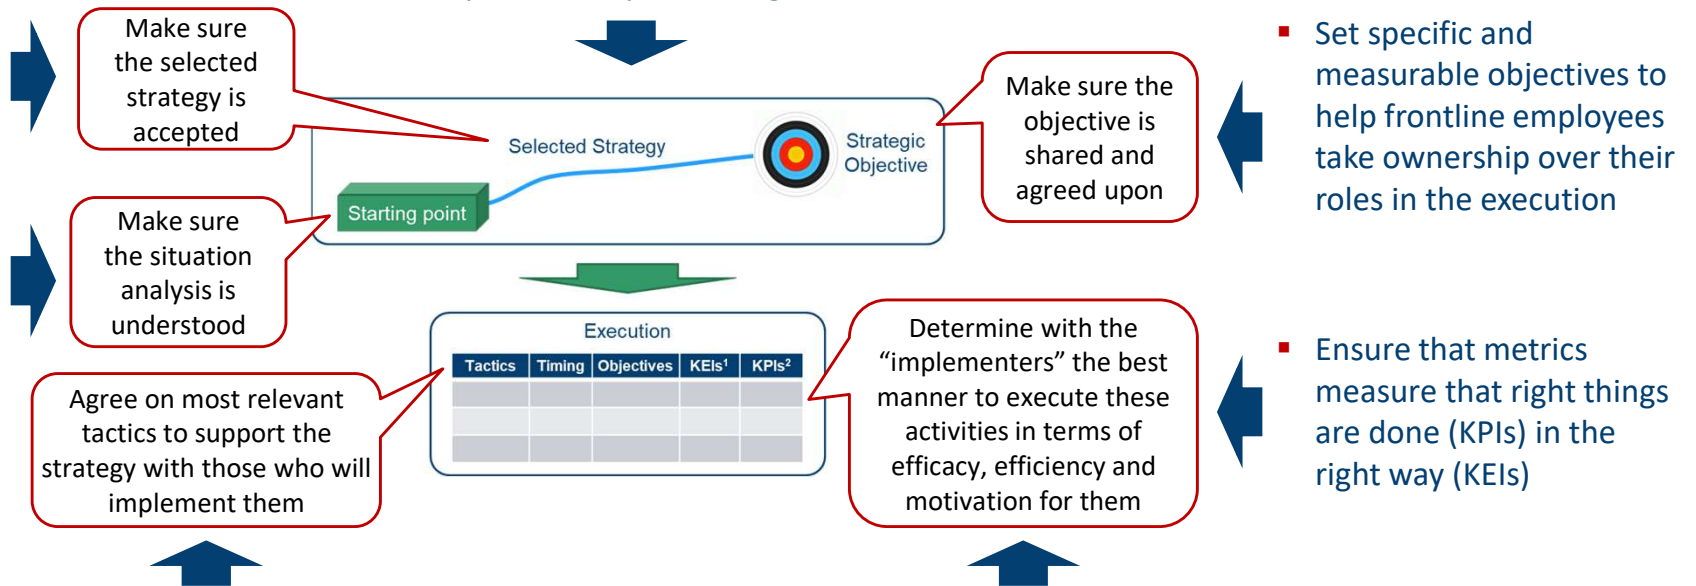 Make sure
the selected
strategy is
accepted
Selected Strategy
Strategic
Objective
Starting point
Make sure the
objective is
shared and
agreed upon
▪ Set specific and
measurable objectives to
help frontline employees
take ownership over their
roles in the execution
Make sure
the situation
analysis is
understood
Execution
Tactics Timing Objectives KEIs¹ KPIs²
Agree on most relevant
tactics to support the
strategy with those who will
implement them
Determine with the
“implementers” the best
manner to execute these
activities in terms of
efficacy, efficiency and
motivation for them
▪ Ensure that metrics
measure that right things
are done (KPIs) in the
right way (KEIs)